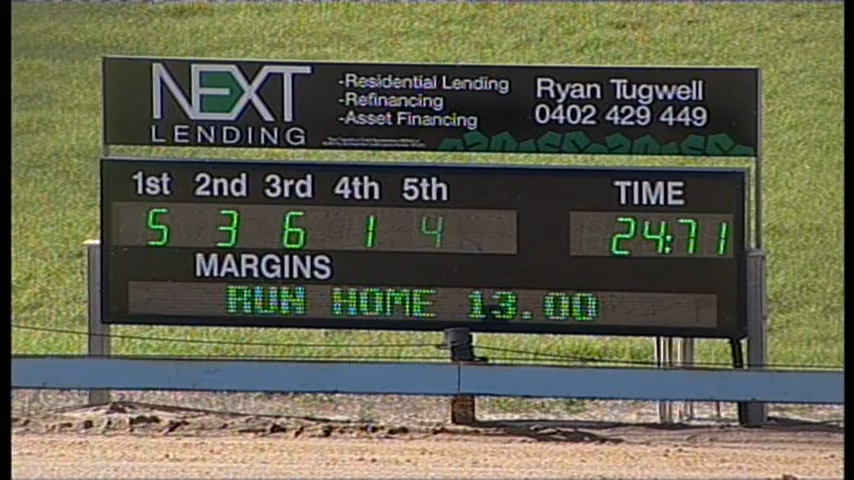 NEXT
LENDING
-Residential Lending
-Refinancing
-Asset Financing
Ryan Tugwell
0402 429 449
1st 2nd 3rd 4th 5th
TIME
5 3 6 1 4
24:71
MARGINS
RUN HOME 13.00